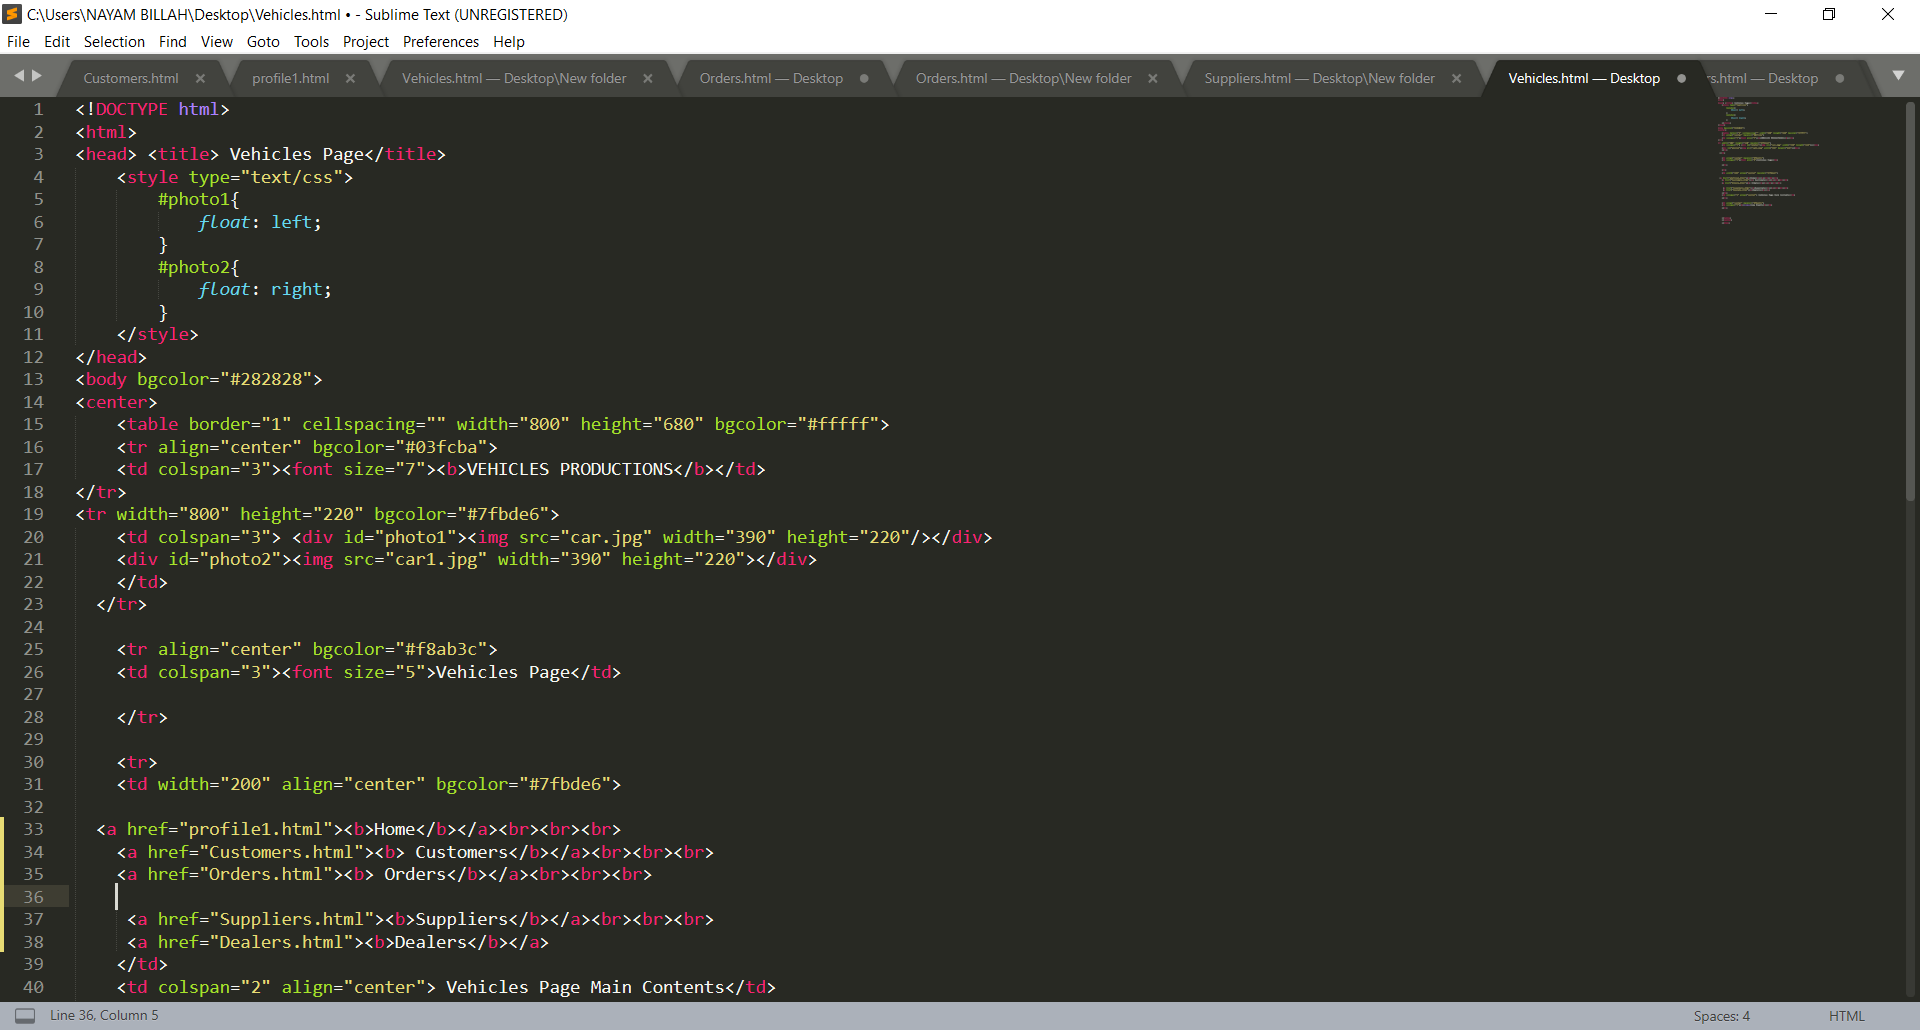 C:\Users\NAYAM BILLAH\Desktop\Vehicles.html • - Sublime Text (UNREGISTERED)
File Edit Selection Find View Goto Tools Project Preferences Help
Customers.html × profile1.html × Vehicles.html — Desktop\New folder × Orders.html — Desktop Orders.html — Desktop\New folder × Suppliers.html — Desktop\New folder × Vehicles.html — Desktop s.html — Desktop
1 <!DOCTYPE html>
2 <html>
3 <head> <title> Vehicles Page</title>
4 <style type="text/css">
5 #photo1{
6 float: left;
7 }
8 #photo2{
9 float: right;
10 }
11 </style>
12 </head>
13 <body bgcolor="#282828">
14 <center>
15 <table border="1" cellspacing="" width="800" height="680" bgcolor="#fffff">
16 <tr align="center" bgcolor="#03fcba">
17 <td colspan="3"><font size="7"><b>VEHICLES PRODUCTIONS</b></td>
18 </tr>
19 <tr width="800" height="220" bgcolor="#7fbde6">
20 <td colspan="3"> <div id="photo1"><img src="car.jpg" width="390" height="220"/></div>
21 <div id="photo2"><img src="car1.jpg" width="390" height="220"></div>
22 </td>
23 </tr>
24
25 <tr align="center" bgcolor="#f8ab3c">
26 <td colspan="3"><font size="5">Vehicles Page</td>
27
28 </tr>
29
30 <tr>
31 <td width="200" align="center" bgcolor="#7fbde6">
32
33 <a href="profile1.html"><b>Home</b></a><br><br><br>
34 <a href="Customers.html"><b> Customers</b></a><br><br><br>
35 <a href="Orders.html"><b> Orders</b></a><br><br><br>
36
37 <a href="Suppliers.html"><b>Suppliers</b></a><br><br><br>
38 <a href="Dealers.html"><b>Dealers</b></a>
39 </td>
40 <td colspan="2" align="center"> Vehicles Page Main Contents</td>
Line 36, Column 5 Spaces: 4 HTML